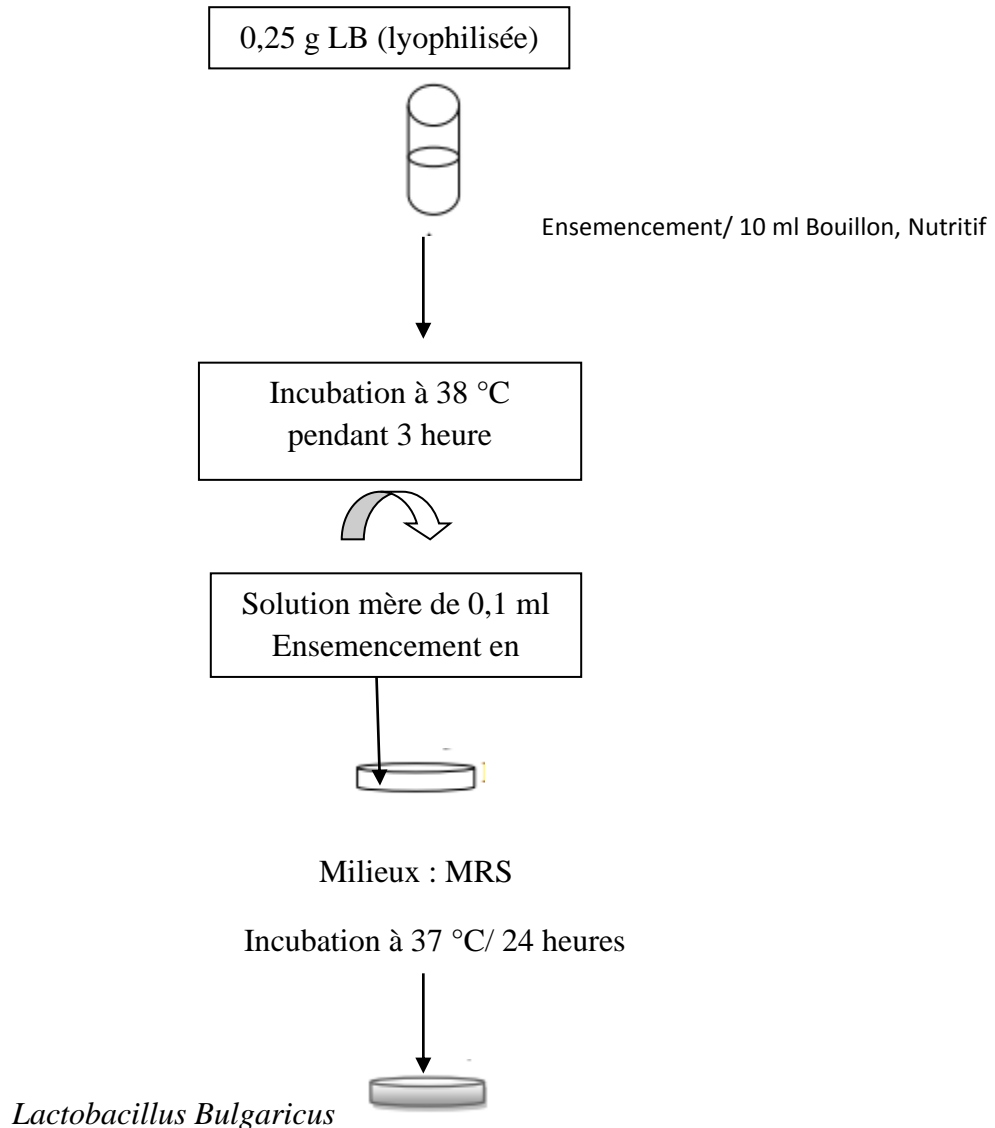 0,25 g LB (lyophilisée)
Ensemencement/ 10 ml Bouillon, Nutritif
Incubation à 38 °C
pendant 3 heure
Solution mère de 0,1 ml
Ensemencement en
Milieux : MRS
Incubation à 37 °C/ 24 heures
Lactobacillus Bulgaricus